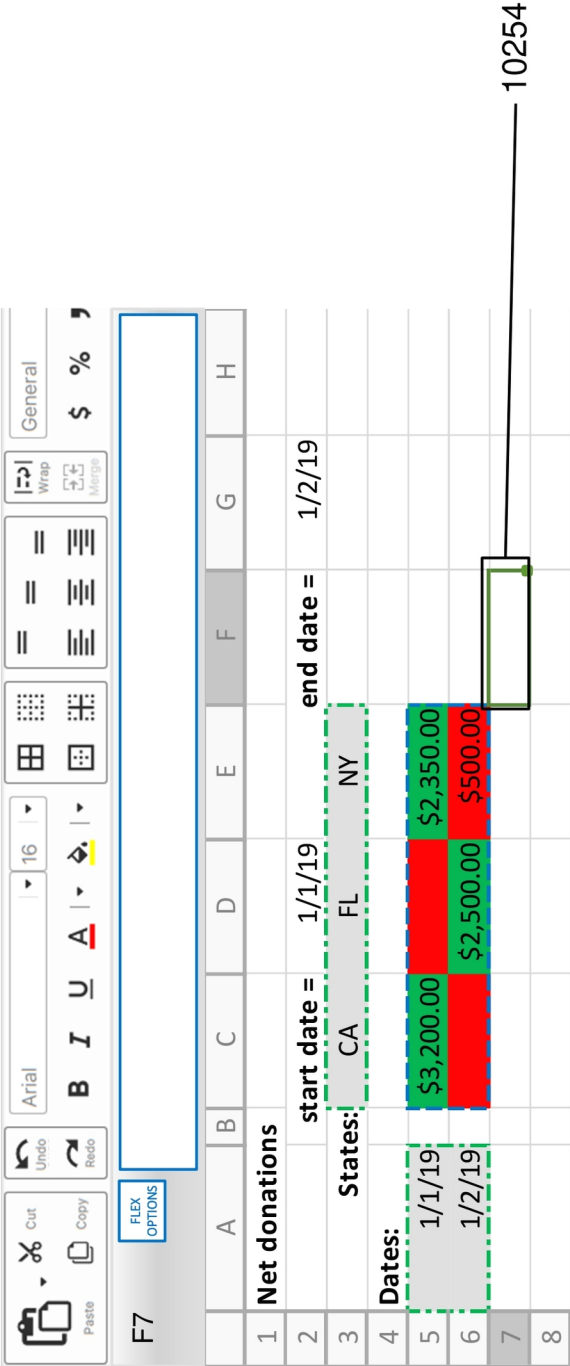 Cut
Copy
Paste
Undo
Redo
Arial
16
B I U A
Wrap
Merge
General
$ % ,
F7
FLEX
OPTIONS
A B C D E F G H
1 Net donations
2 start date = 1/1/19 end date = 1/2/19
3 States: CA FL NY
4 Dates:
5 1/1/19 $3,200.00 $2,350.00
6 1/2/19 $2,500.00 $500.00
7
8
10254